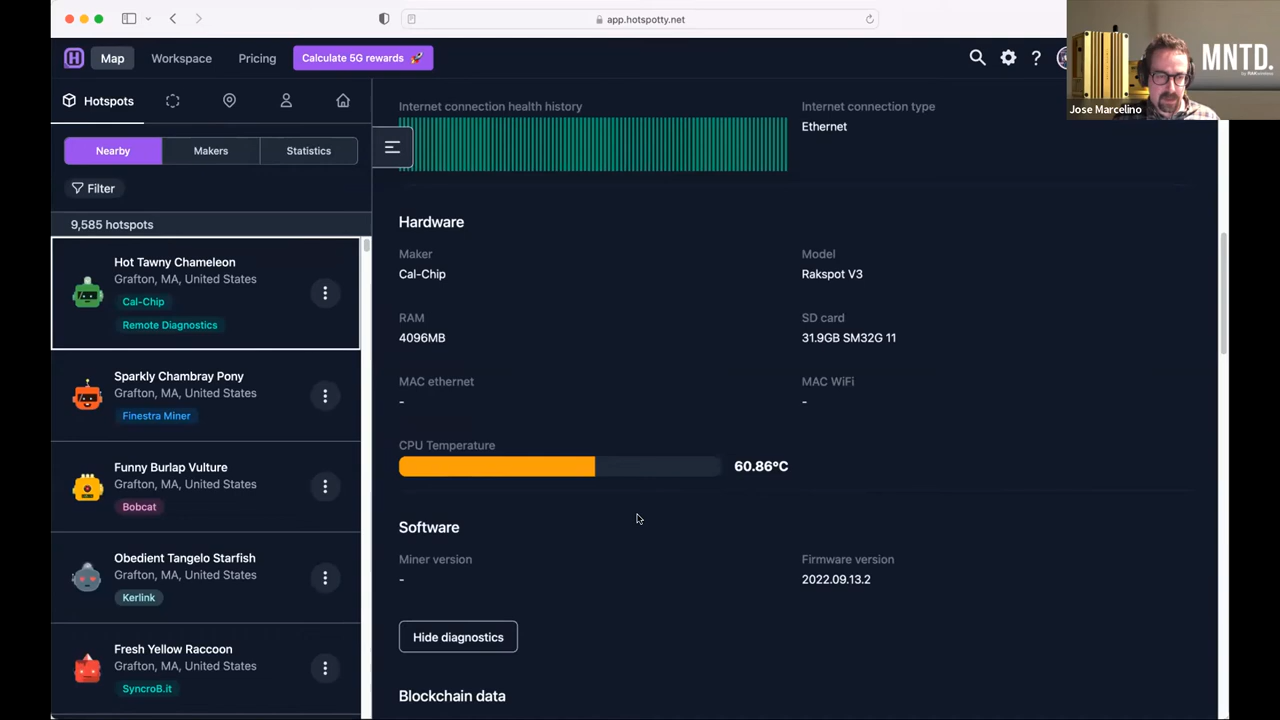 app.hotspotty.net
Map
Workspace
Pricing
Calculate 5G rewards 🚀
MNTD.
by RAKwireless
Jose Marcelino
Hotspots
Nearby
Makers
Statistics
Filter
9,585 hotspots
Hot Tawny Chameleon
Grafton, MA, United States
Cal-Chip
Remote Diagnostics
Sparkly Chambray Pony
Grafton, MA, United States
Finestra Miner
Funny Burlap Vulture
Grafton, MA, United States
Bobcat
Obedient Tangelo Starfish
Grafton, MA, United States
Kerlink
Fresh Yellow Raccoon
Grafton, MA, United States
SyncroB.it
Internet connection health history
Internet connection type
Ethernet
Hardware
Maker
Model
Cal-Chip
Rakspot V3
RAM
SD card
4096MB
31.9GB SM32G 11
MAC ethernet
MAC WiFi
-
-
CPU Temperature
60.86°C
Software
Miner version
Firmware version
-
2022.09.13.2
Hide diagnostics
Blockchain data